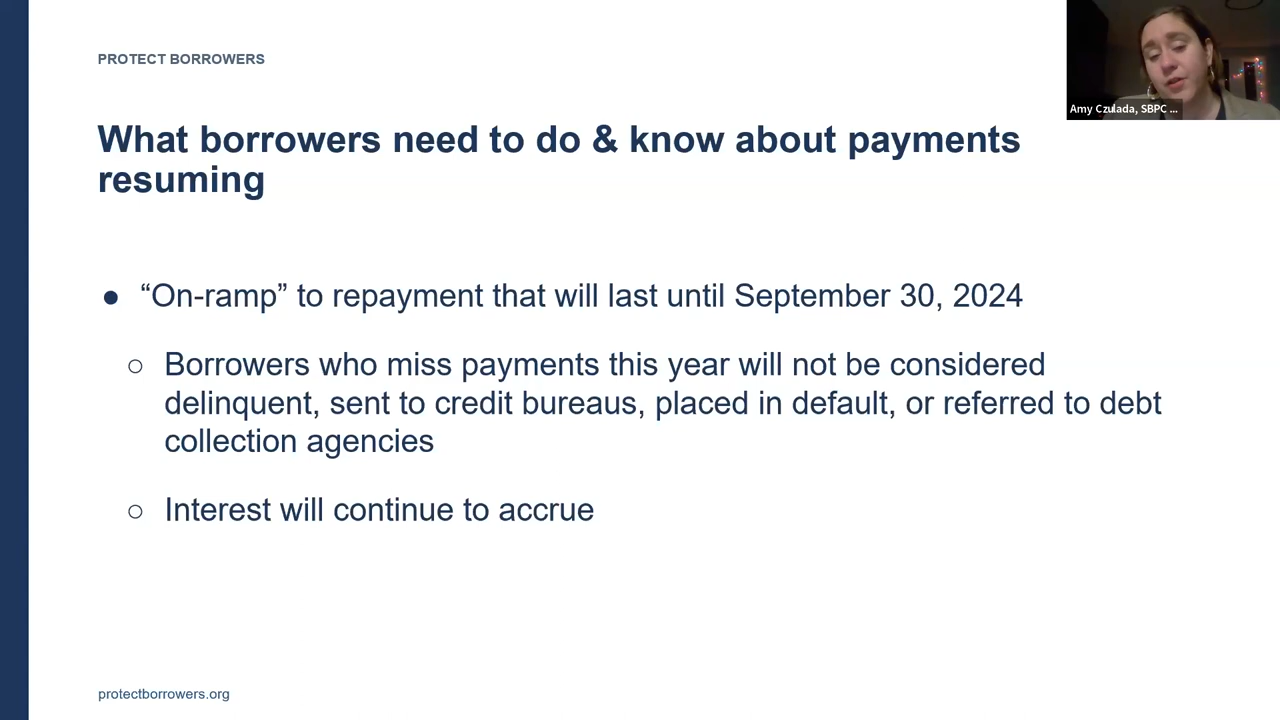 PROTECT BORROWERS
Amy Czulada, SBPC ...
What borrowers need to do & know about payments
resuming
● “On-ramp” to repayment that will last until September 30, 2024
○ Borrowers who miss payments this year will not be considered
delinquent, sent to credit bureaus, placed in default, or referred to debt
collection agencies
○ Interest will continue to accrue
protectborrowers.org